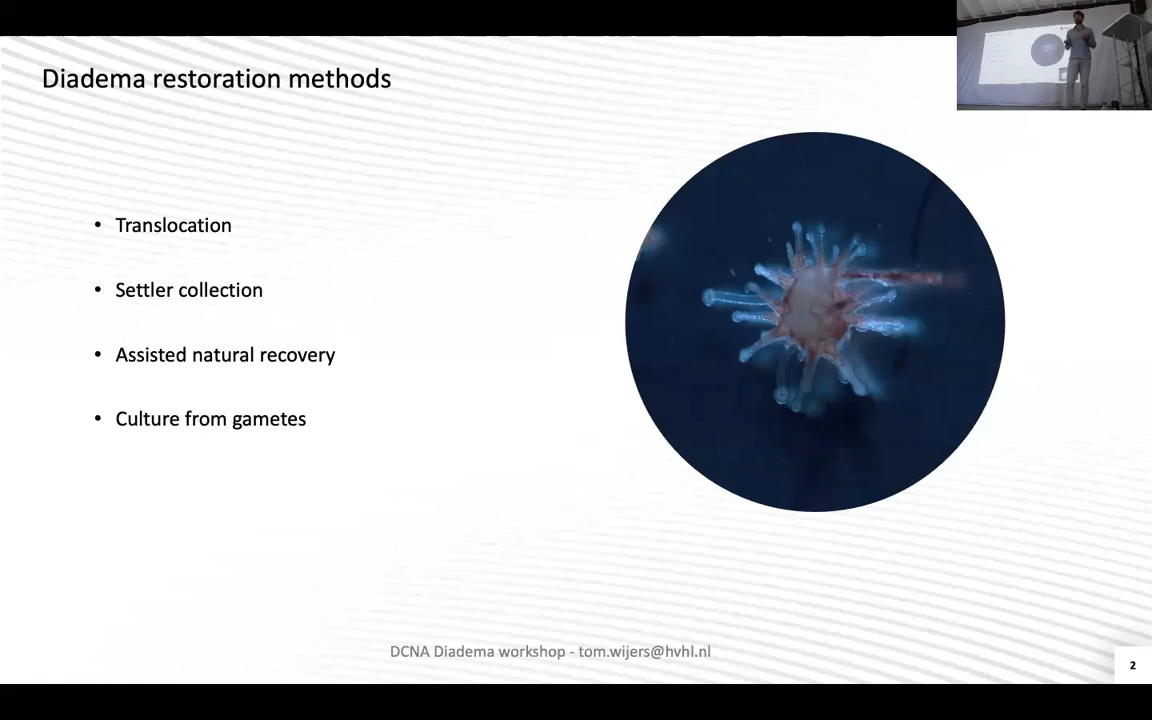 Diadema restoration methods
• Translocation
• Settler collection
• Assisted natural recovery
• Culture from gametes
DCNA Diadema workshop - tom.wijers@hvhl.nl
2